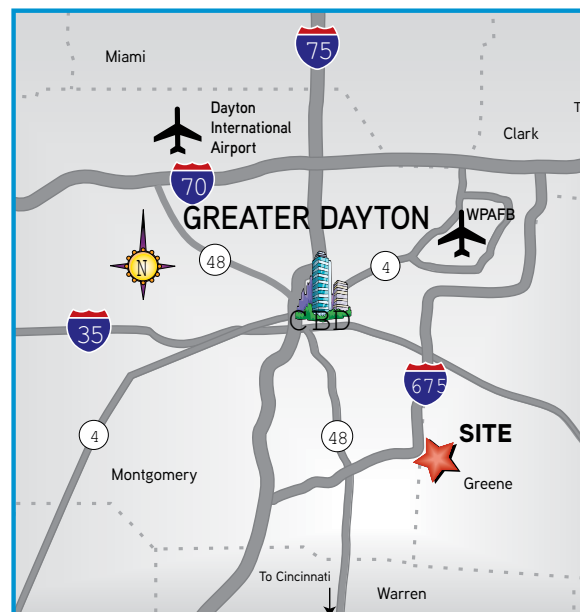 75
Miami
Dayton
International
Airport
T
Clark
70
GREATER DAYTON
WPAFB
N
48
4
CBD
35
675
4
48
SITE
Montgomery
Greene
To Cincinnati
Warren